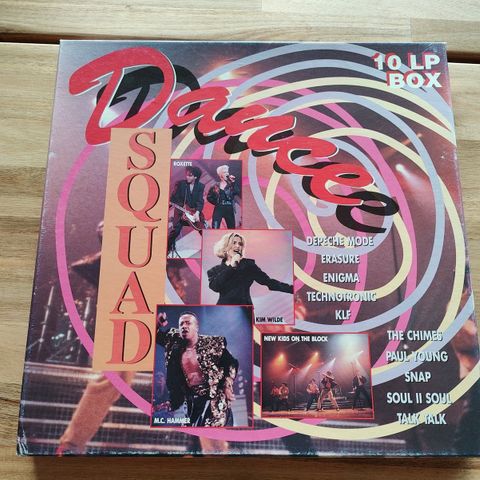 Dance
SQUAD
10 LP
BOX
ROXETTE
KIM WILDE
M.C. HAMMER
NEW KIDS ON THE BLOCK
DEPECHE MODE
ERASURE
ENIGMA
TECHNOTRONIC
KLF
THE CHIMES
PAUL YOUNG
SNAP
SOUL II SOUL
TALK TALK